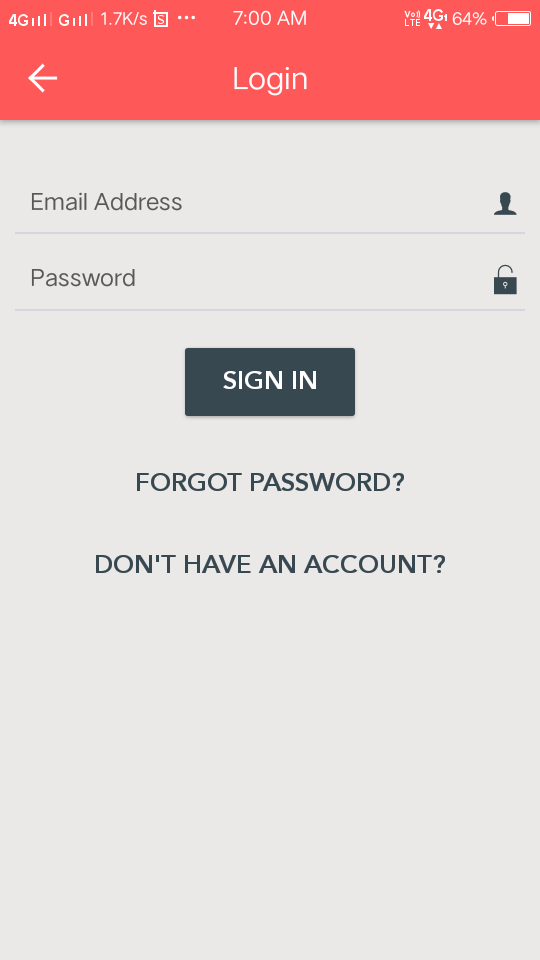 4G G 1.7K/s ... 7:00 AM Vo) LTE 4G 64%
Login
Email Address
Password
SIGN IN
FORGOT PASSWORD?
DON'T HAVE AN ACCOUNT?